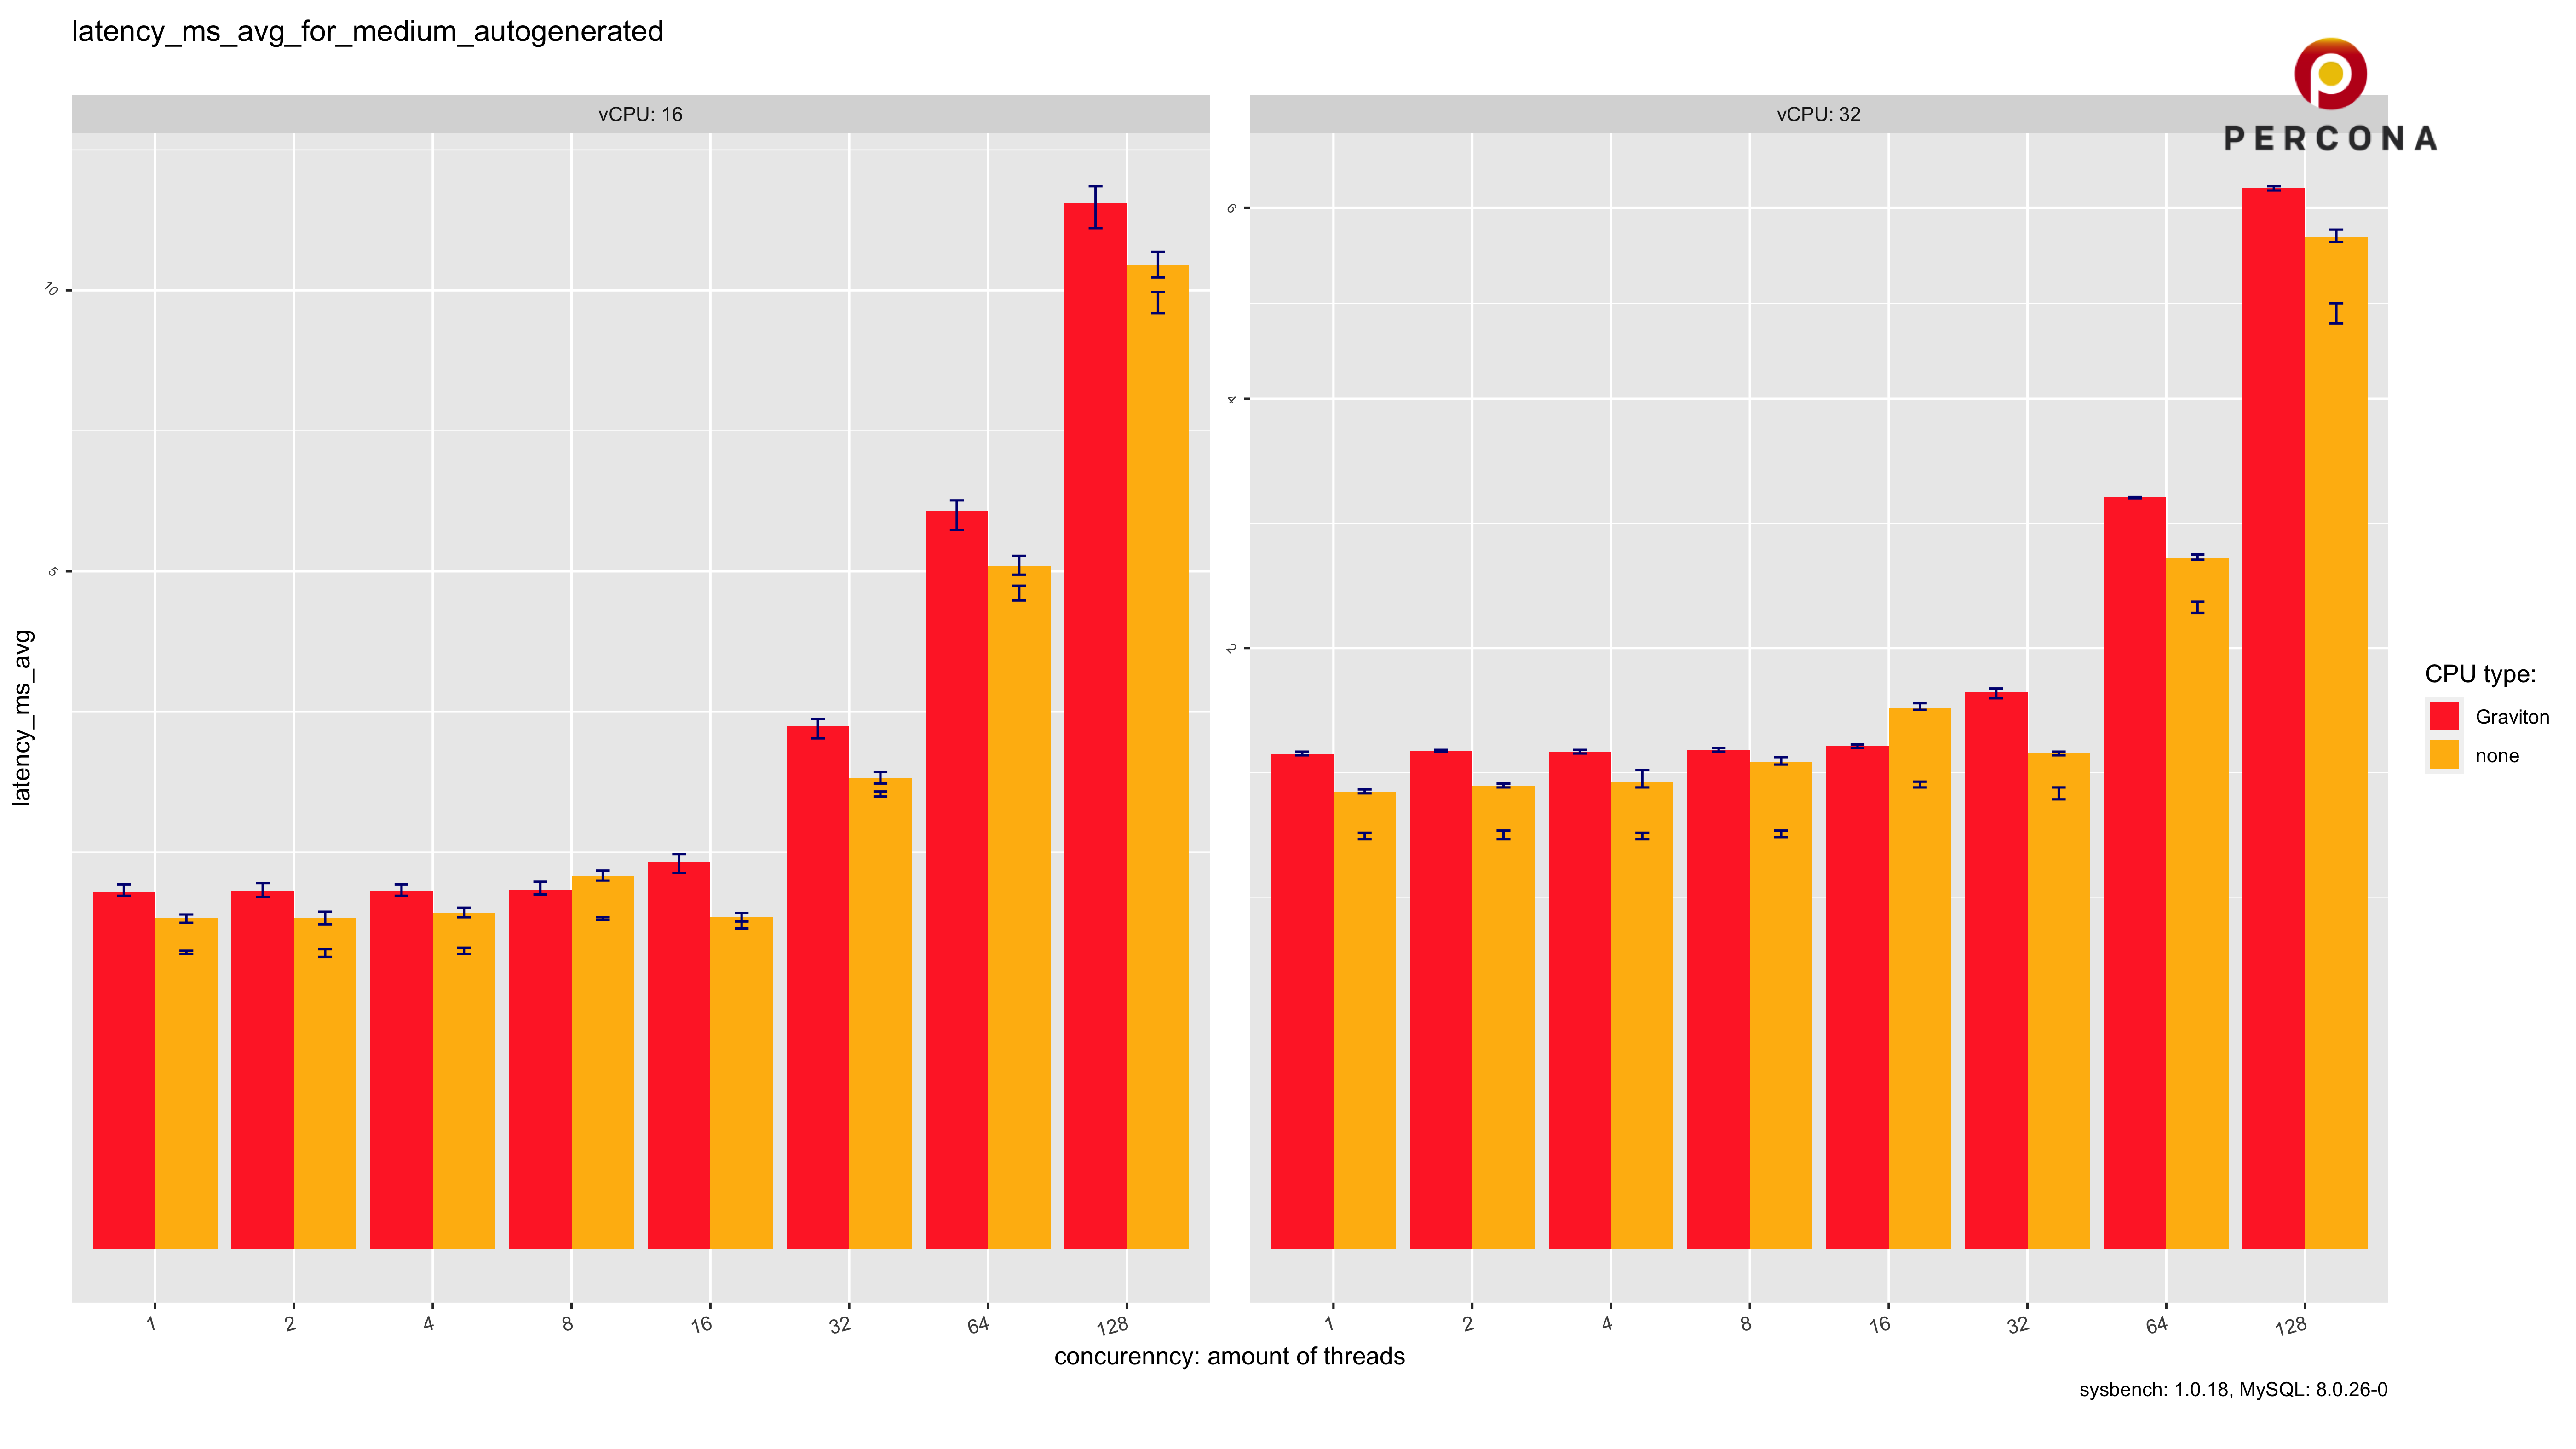 latency_ms_avg_for_medium_autogenerated
PERCONA
vCPU: 16
vCPU: 32
latency_ms_avg
10
5
6
4
2
1 2 4 8 16 32 64 128
1 2 4 8 16 32 64 128
concurenncy: amount of threads
CPU type:
Graviton
none
sysbench: 1.0.18, MySQL: 8.0.26-0